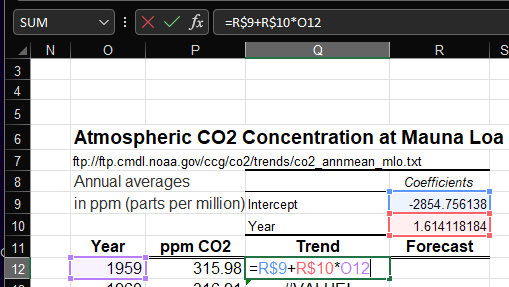 SUM =R$9+R$10*O12
N O P Q R S
3
4
5
6 Atmospheric CO2 Concentration at Mauna Loa
7 ftp://ftp.cmdl.noaa.gov/ccg/co2/trends/co2_annmean_mlo.txt
8 Annual averages Coefficients
9 in ppm (parts per million) Intercept -2854.756138
10 Year 1.614118184
11 Year ppm CO2 Trend Forecast
12 1959 315.98 =R$9+R$10*O12